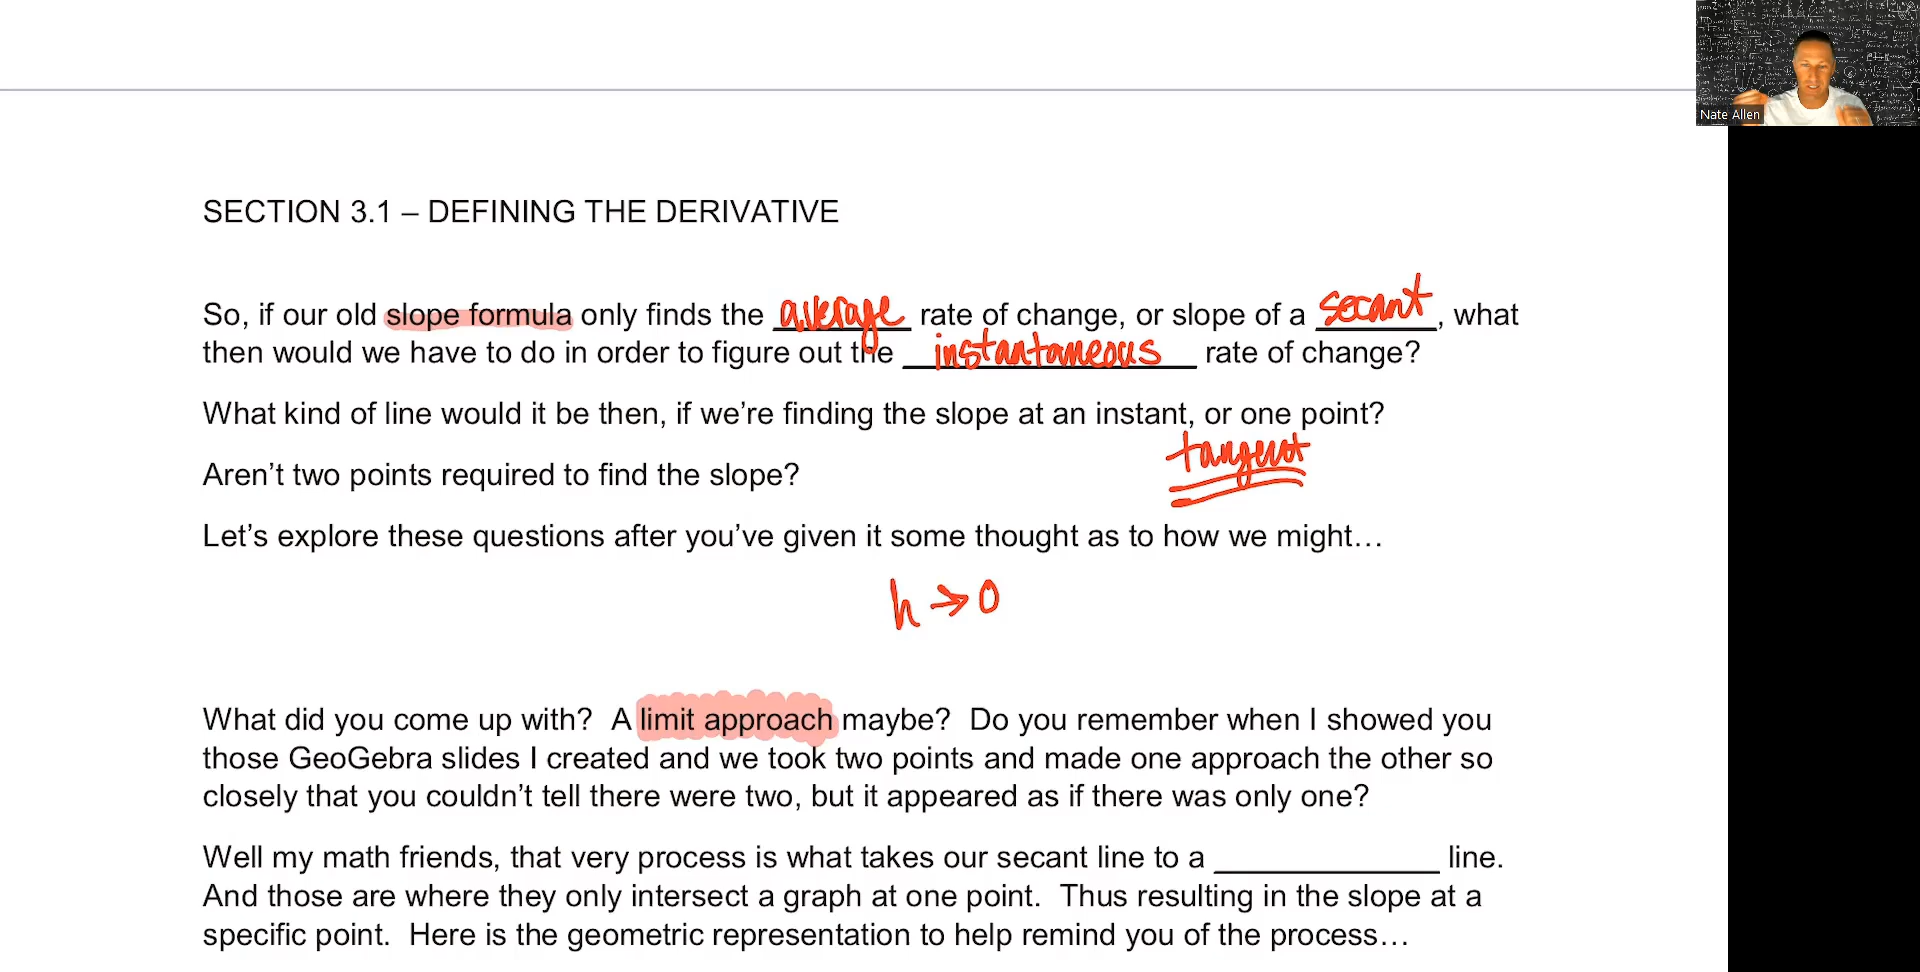 Nate Allen
SECTION 3.1 – DEFINING THE DERIVATIVE
So, if our old slope formula only finds the average rate of change, or slope of a secant, what
then would we have to do in order to figure out the instantaneous rate of change?
What kind of line would it be then, if we’re finding the slope at an instant, or one point?
tangent
Aren’t two points required to find the slope?
Let’s explore these questions after you’ve given it some thought as to how we might…
h → 0
What did you come up with? A limit approach maybe? Do you remember when I showed you
those GeoGebra slides I created and we took two points and made one approach the other so
closely that you couldn’t tell there were two, but it appeared as if there was only one?
Well my math friends, that very process is what takes our secant line to a ______________ line.
And those are where they only intersect a graph at one point. Thus resulting in the slope at a
specific point. Here is the geometric representation to help remind you of the process…